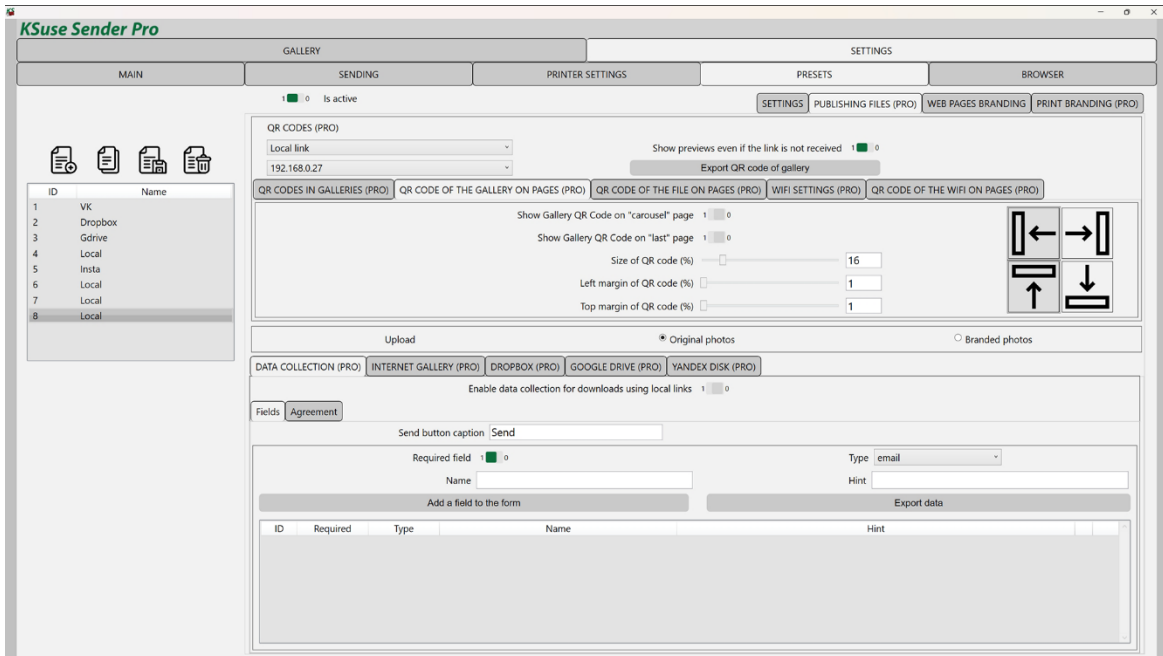 KSuse Sender Pro
GALLERY SETTINGS
MAIN SENDING PRINTER SETTINGS PRESETS BROWSER
1 0 Is active
SETTINGS PUBLISHING FILES (PRO) WEB PAGES BRANDING PRINT BRANDING (PRO)
QR CODES (PRO)
Local link
Show previews even if the link is not received 1 0
192.168.0.27
Export QR code of gallery
ID Name
1 VK
2 Dropbox
3 Gdrive
4 Local
5 Insta
6 Local
7 Local
8 Local
QR CODES IN GALLERIES (PRO) QR CODE OF THE GALLERY ON PAGES (PRO) QR CODE OF THE FILE ON PAGES (PRO) WIFI SETTINGS (PRO) QR CODE OF THE WIFI ON PAGES (PRO)
Show Gallery QR Code on "carousel" page 1 0
Show Gallery QR Code on "last" page 1 0
Size of QR code (%) 16
Left margin of QR code (%) 1
Top margin of QR code (%) 1
Upload Original photos Branded photos
DATA COLLECTION (PRO) INTERNET GALLERY (PRO) DROPBOX (PRO) GOOGLE DRIVE (PRO) YANDEX DISK (PRO)
Enable data collection for downloads using local links 1 0
Fields Agreement
Send button caption Send
Required field 1 0 Type email
Name Hint
Add a field to the form Export data
ID Required Type Name Hint